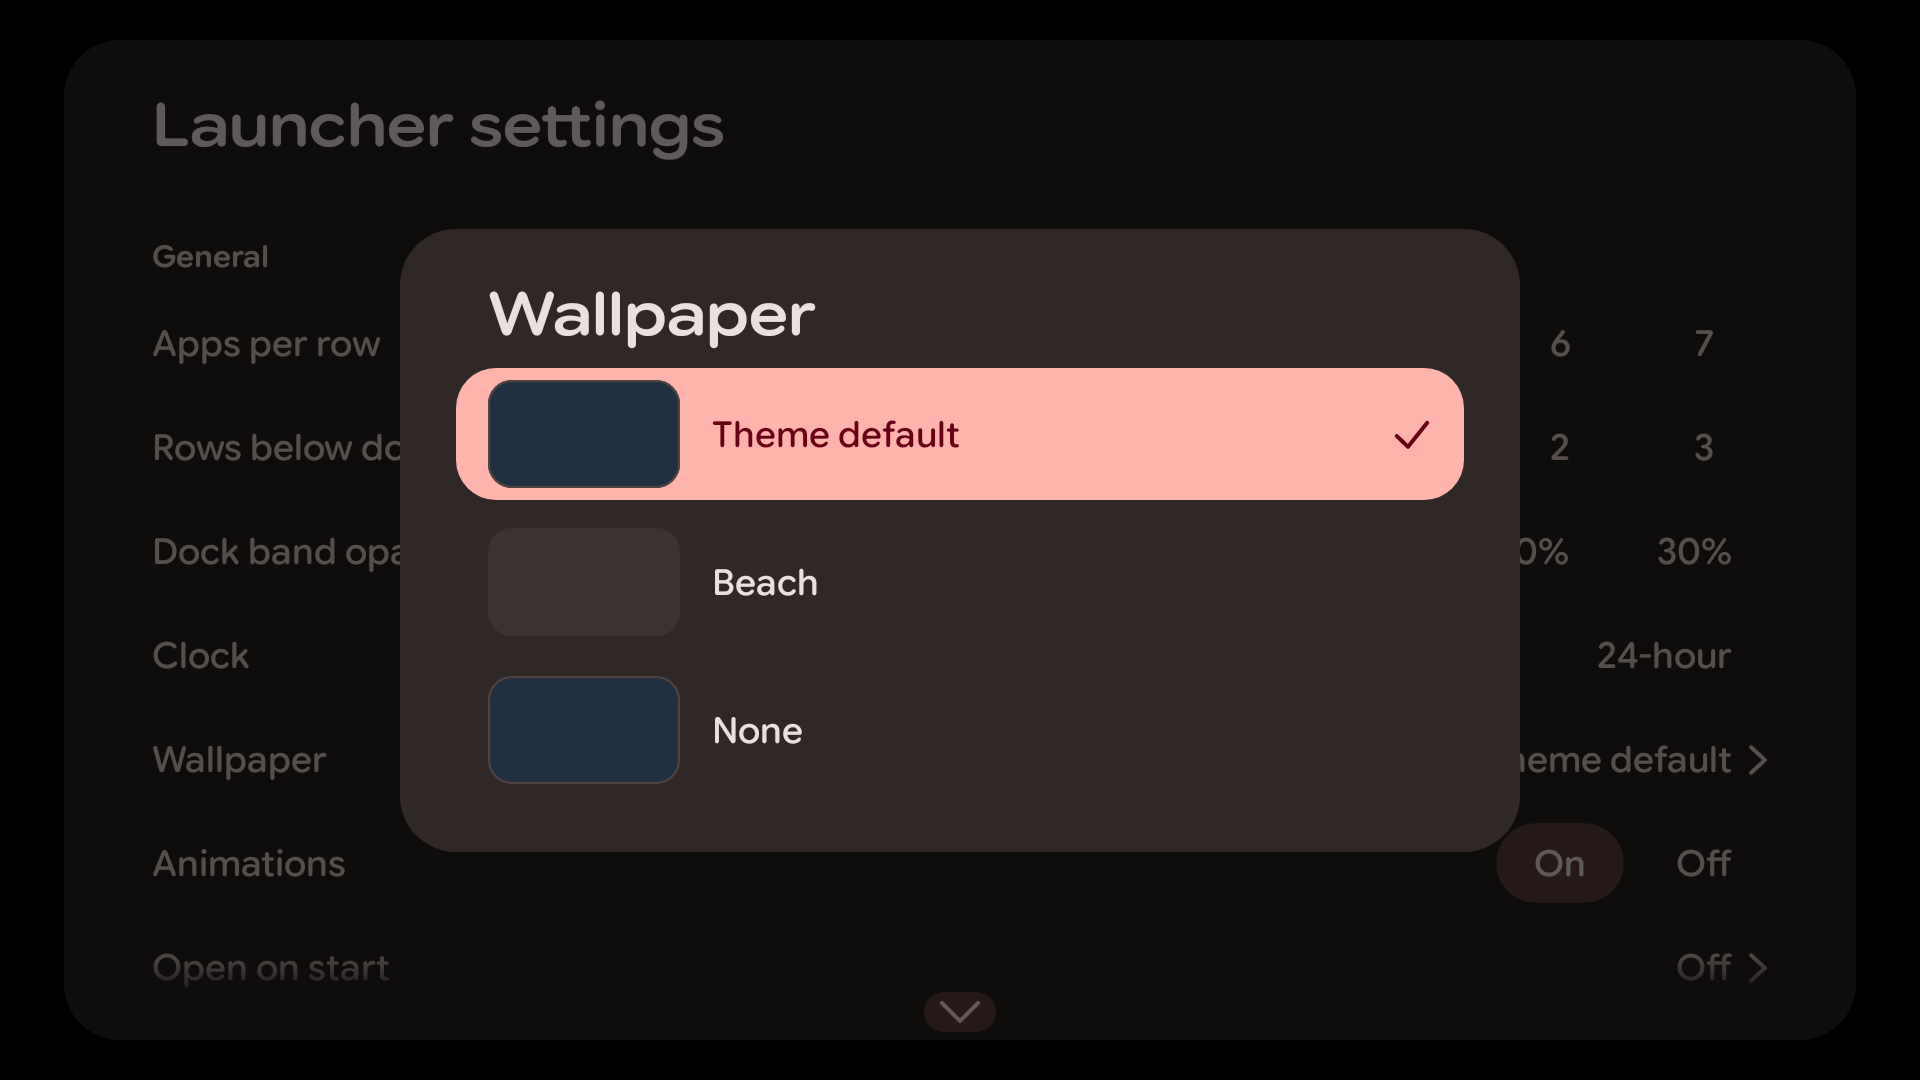 Launcher settings
General
Wallpaper
Apps per row
6
7
Theme default
Rows below do
2
3
Dock band opa
0%
30%
Beach
Clock
24-hour
None
Wallpaper
heme default
Animations
On
Off
Open on start
Off